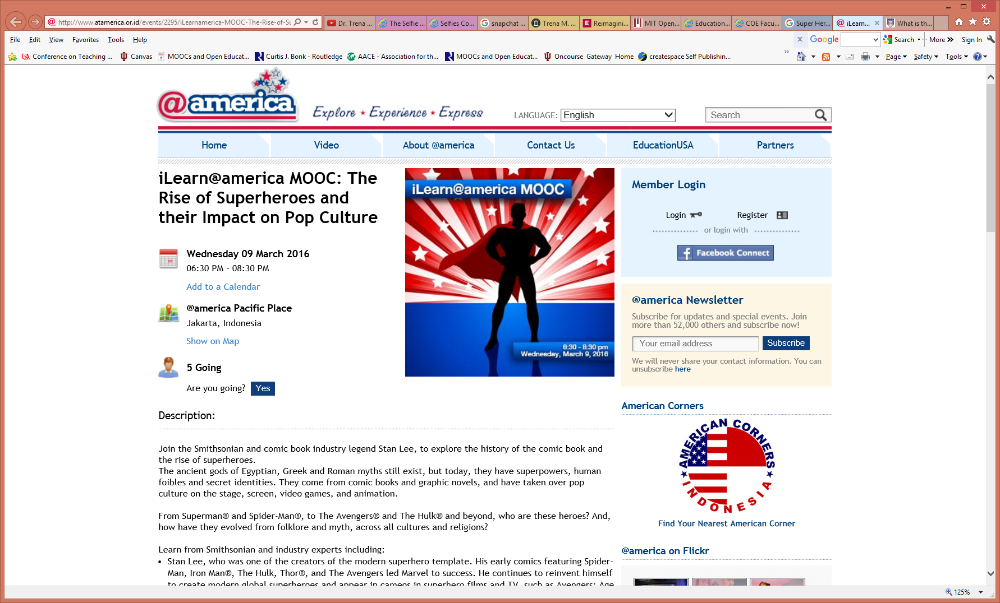 http://www.atamerica.or.id/events/2295/iLearnamerica-MOOC-The-Rise-of-Su
Dr. Trena ...
The Selfie ...
Selfies Co...
snapchat ...
Trena M. ...
Reimagini...
MIT Open...
Education...
COE Facu...
Super Her...
iLearn...
What is th...
File Edit View Favorites Tools Help
x Google Search More » Sign In
Conference on Teaching ... Canvas MOOCs and Open Educat... Curtis J. Bonk - Routledge AACE - Association for th... MOOCs and Open Educat... Oncourse Gateway Home createspace Self Publishin...
» Page Safety Tools
@america
Explore ★ Experience ★ Express
LANGUAGE: English
Search
Home Video About @america Contact Us EducationUSA Partners
iLearn@america MOOC: The
Rise of Superheroes and
their Impact on Pop Culture
Wednesday 09 March 2016
06:30 PM - 08:30 PM
Add to a Calendar
@america Pacific Place
Jakarta, Indonesia
Show on Map
5 Going
Are you going? Yes
iLearn@america MOOC
6:30 - 8:30 pm
Wednesday, March 9, 2016
Description:
Join the Smithsonian and comic book industry legend Stan Lee, to explore the history of the comic book and
the rise of superheroes.
The ancient gods of Egyptian, Greek and Roman myths still exist, but today, they have superpowers, human
foibles and secret identities. They come from comic books and graphic novels, and have taken over pop
culture on the stage, screen, video games, and animation.
From Superman® and Spider-Man®, to The Avengers® and The Hulk® and beyond, who are these heroes? And,
how have they evolved from folklore and myth, across all cultures and religions?
Learn from Smithsonian and industry experts including:
• Stan Lee, who was one of the creators of the modern superhero template. His early comics featuring Spider-
Man, Iron Man®, The Hulk, Thor®, and The Avengers led Marvel to success. He continues to reinvent himself
to create modern global superheroes and appear in cameos in superhero films and TV, such as Avengers: Age
Member Login
Login Register
or login with
Facebook Connect
@america Newsletter
Subscribe for updates and special events. Join
more than 52,000 others and subscribe now!
Your email address Subscribe
We will never share your contact information. You can
unsubscribe here
American Corners
AMERICAN CORNERS
INDONESIA
Find Your Nearest American Corner
@america on Flickr
125%